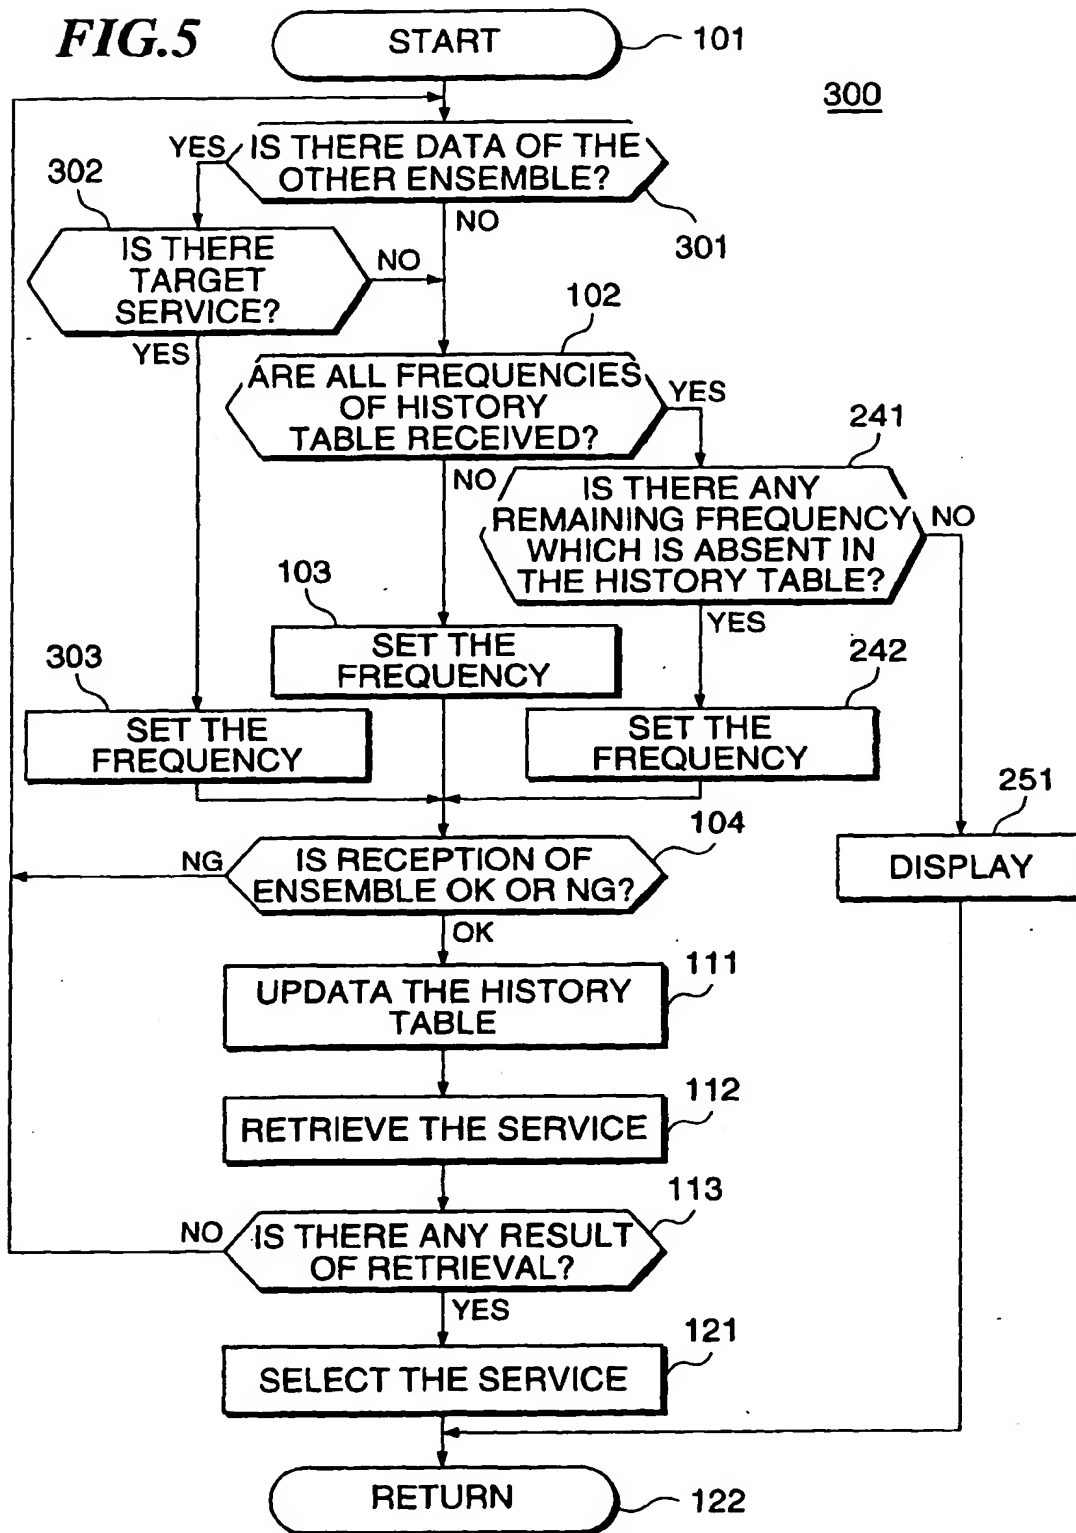 FIG.5
START
101
300
YES
IS THERE DATA OF THE
OTHER ENSEMBLE?
302
NO
301
IS THERE
TARGET
SERVICE?
NO
102
YES
ARE ALL FREQUENCIES
OF HISTORY
TABLE RECEIVED?
YES
241
NO
IS THERE ANY
REMAINING FREQUENCY
WHICH IS ABSENT IN
THE HISTORY TABLE?
NO
103
YES
SET THE
FREQUENCY
303
242
SET THE
FREQUENCY
SET THE
FREQUENCY
251
104
NG
IS RECEPTION OF
ENSEMBLE OK OR NG?
DISPLAY
OK
111
UPDATA THE HISTORY
TABLE
112
RETRIEVE THE SERVICE
113
NO
IS THERE ANY RESULT
OF RETRIEVAL?
YES
121
SELECT THE SERVICE
RETURN
122